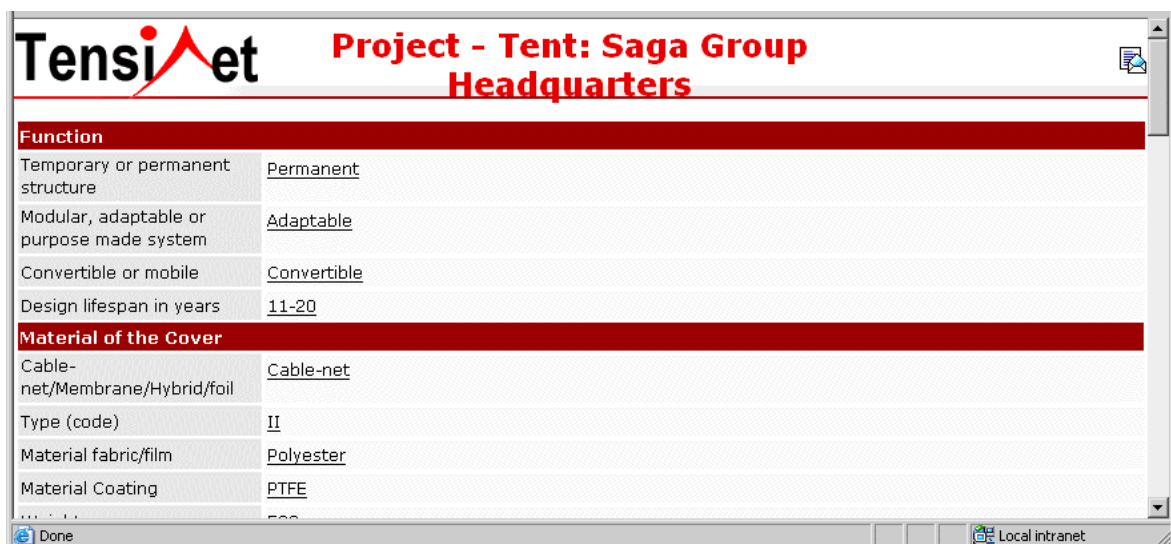 TensiNet
Project - Tent: Saga Group
Headquarters
Function
Temporary or permanent
structure
Permanent
Modular, adaptable or
purpose made system
Adaptable
Convertible or mobile
Convertible
Design lifespan in years
11-20
Material of the Cover
Cable-
net/Membrane/Hybrid/foil
Cable-net
Type (code)
II
Material fabric/film
Polyester
Material Coating
PTFE
Done
Local intranet